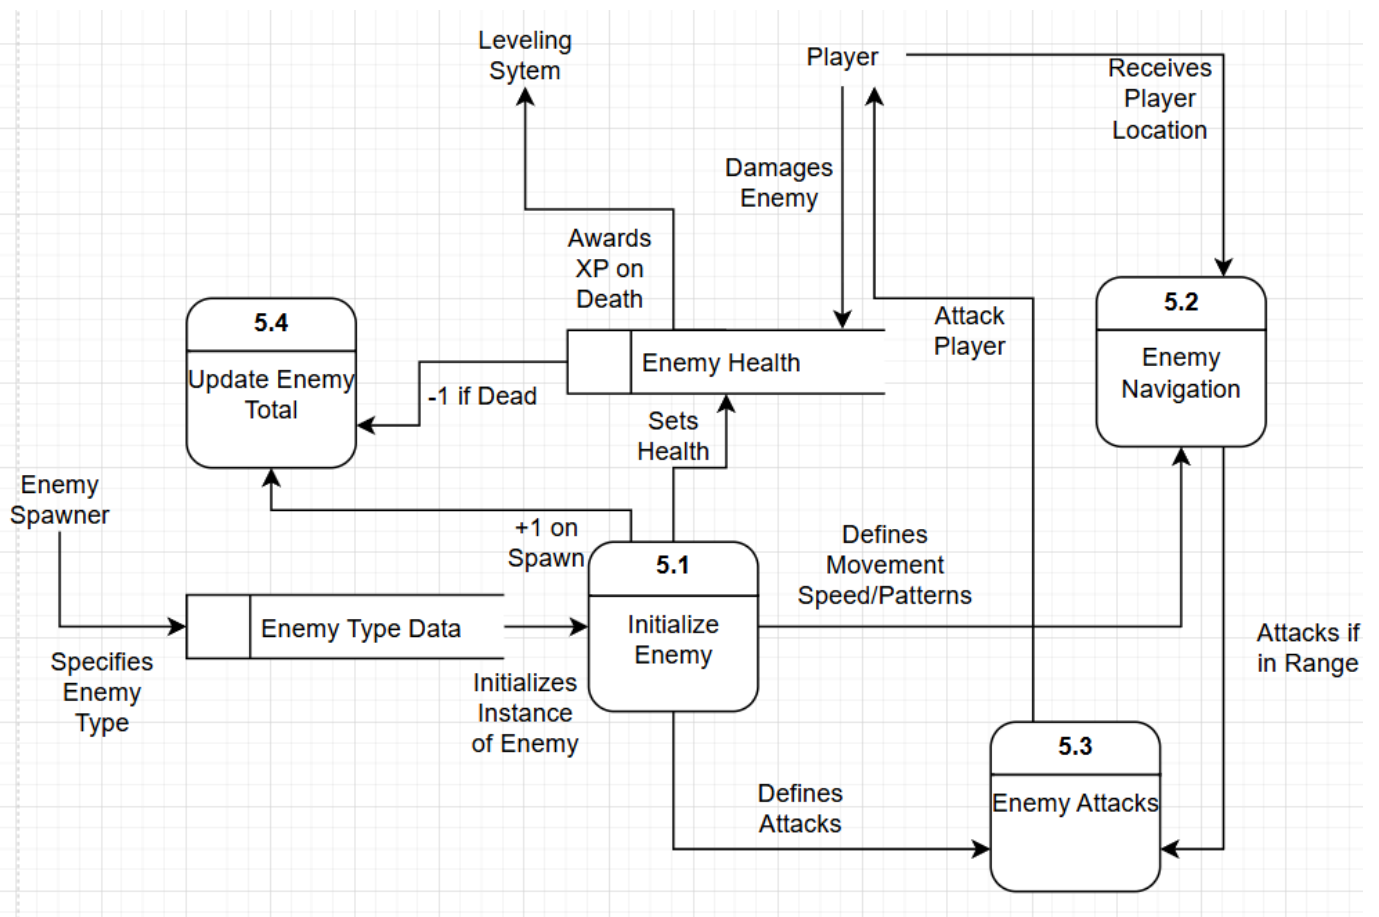 Leveling
Sytem
Player
Receives
Player
Location
Damages
Enemy
Awards
XP on
Death
5.4
Update Enemy
Total
-1 if Dead
Enemy Health
Attack
Player
5.2
Enemy
Navigation
Sets
Health
Enemy
Spawner
+1 on
Spawn
5.1
Initialize
Enemy
Defines
Movement
Speed/Patterns
Enemy Type Data
Specifies
Enemy
Type
Initializes
Instance
of Enemy
Attacks if
in Range
5.3
Enemy Attacks
Defines
Attacks